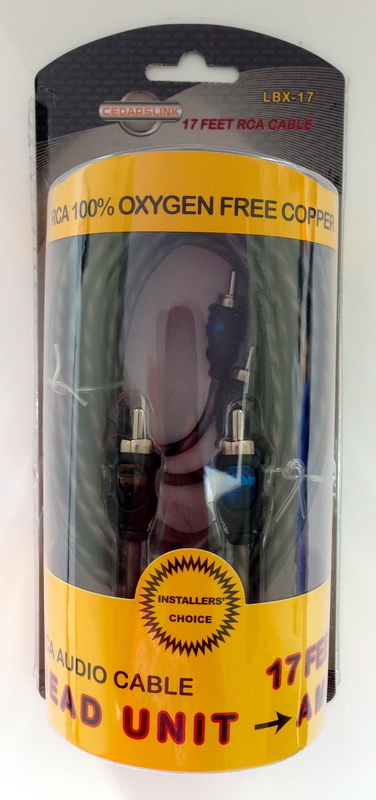 LBX-17
CEDARSLINK
17 FEET RCA CABLE
RCA 100% OXYGEN FREE COPPER
INSTALLERS'
CHOICE
CA AUDIO CABLE
17 FEE
EAD UNIT → AM